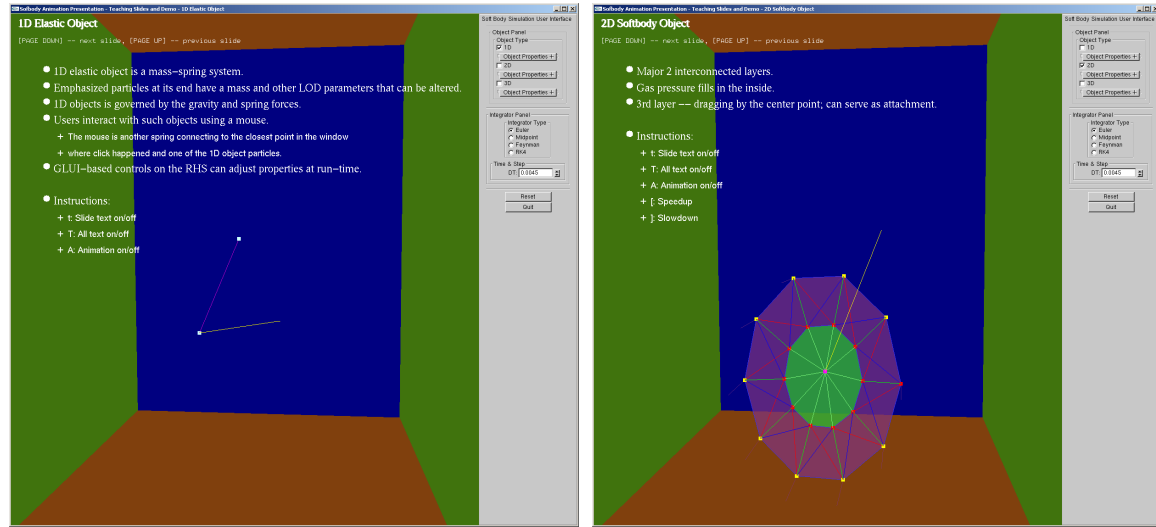 Softbody Animation Presentation - Teaching Slides and Demo - 1D Elastic Object
1D Elastic Object
[PAGE DOWN] -- next slide, [PAGE UP] -- previous slide
1D elastic object is a mass-spring system.
Emphasized particles at its end have a mass and other LOD parameters that can be altered.
1D objects is governed by the gravity and spring forces.
Users interact with such objects using a mouse.
+ The mouse is another spring connecting to the closest point in the window
+ where click happened and one of the 1D object particles.
GLUI-based controls on the RHS can adjust properties at run-time.
Instructions:
+ t: Slide text on/off
+ T: All text on/off
+ A: Animation on/off
Soft Body Simulation User Interface
Object Panel
Object Type
1D
Object Properties +
2D
Object Properties +
3D
Object Properties +
Integrator Panel
Integrator Type
Euler
Midpoint
Feynman
RK4
Time & Step
DT: 0.0045
Reset
Quit
Softbody Animation Presentation - Teaching Slides and Demo - 2D Softbody Object
2D Softbody Object
[PAGE DOWN] -- next slide, [PAGE UP] -- previous slide
Major 2 interconnected layers.
Gas pressure fills in the inside.
3rd layer -- dragging by the center point; can serve as attachment.
Instructions:
+ t: Slide text on/off
+ T: All text on/off
+ A: Animation on/off
+ [: Speedup
+ ]: Slowdown
Soft Body Simulation User Interface
Object Panel
Object Type
1D
Object Properties +
2D
Object Properties +
3D
Object Properties +
Integrator Panel
Integrator Type
Euler
Midpoint
Feynman
RK4
Time & Step
DT: 0.0045
Reset
Quit